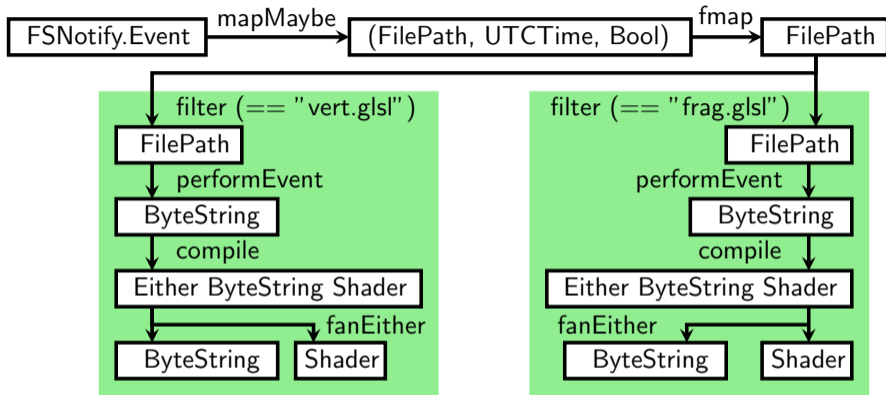 mapMaybe fmap
FSNotify.Event (FilePath, UTCTime, Bool) FilePath
filter (== "vert.glsl") filter (== "frag.glsl")
FilePath FilePath
performEvent performEvent
ByteString ByteString
compile compile
Either ByteString Shader Either ByteString Shader
fanEither fanEither
ByteString Shader ByteString Shader